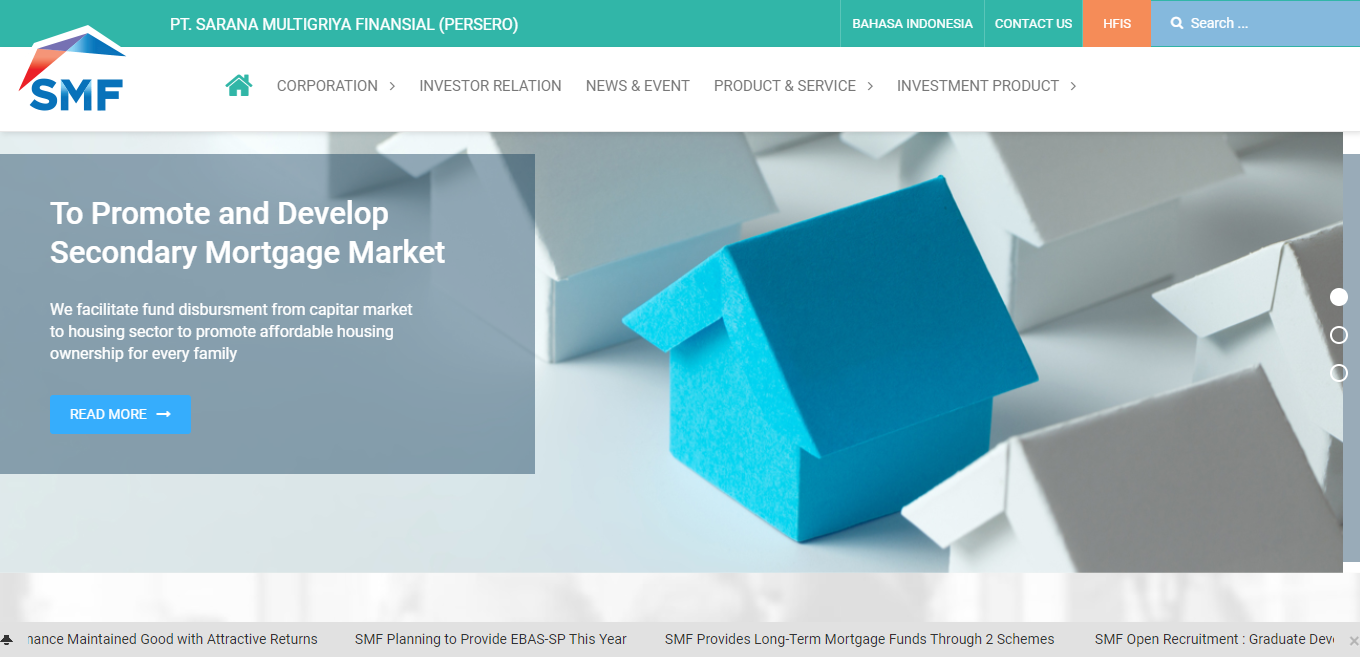 PT. SARANA MULTIGRIYA FINANSIAL (PERSERO)
BAHASA INDONESIA
CONTACT US
HFIS
Search ...
SMF
CORPORATION
INVESTOR RELATION
NEWS & EVENT
PRODUCT & SERVICE
INVESTMENT PRODUCT
To Promote and Develop
Secondary Mortgage Market
We facilitate fund disbursment from capitar market
to housing sector to promote affordable housing
ownership for every family
READ MORE
Maintained Good with Attractive Returns
SMF Planning to Provide EBAS-SP This Year
SMF Provides Long-Term Mortgage Funds Through 2 Schemes
SMF Open Recruitment : Graduate